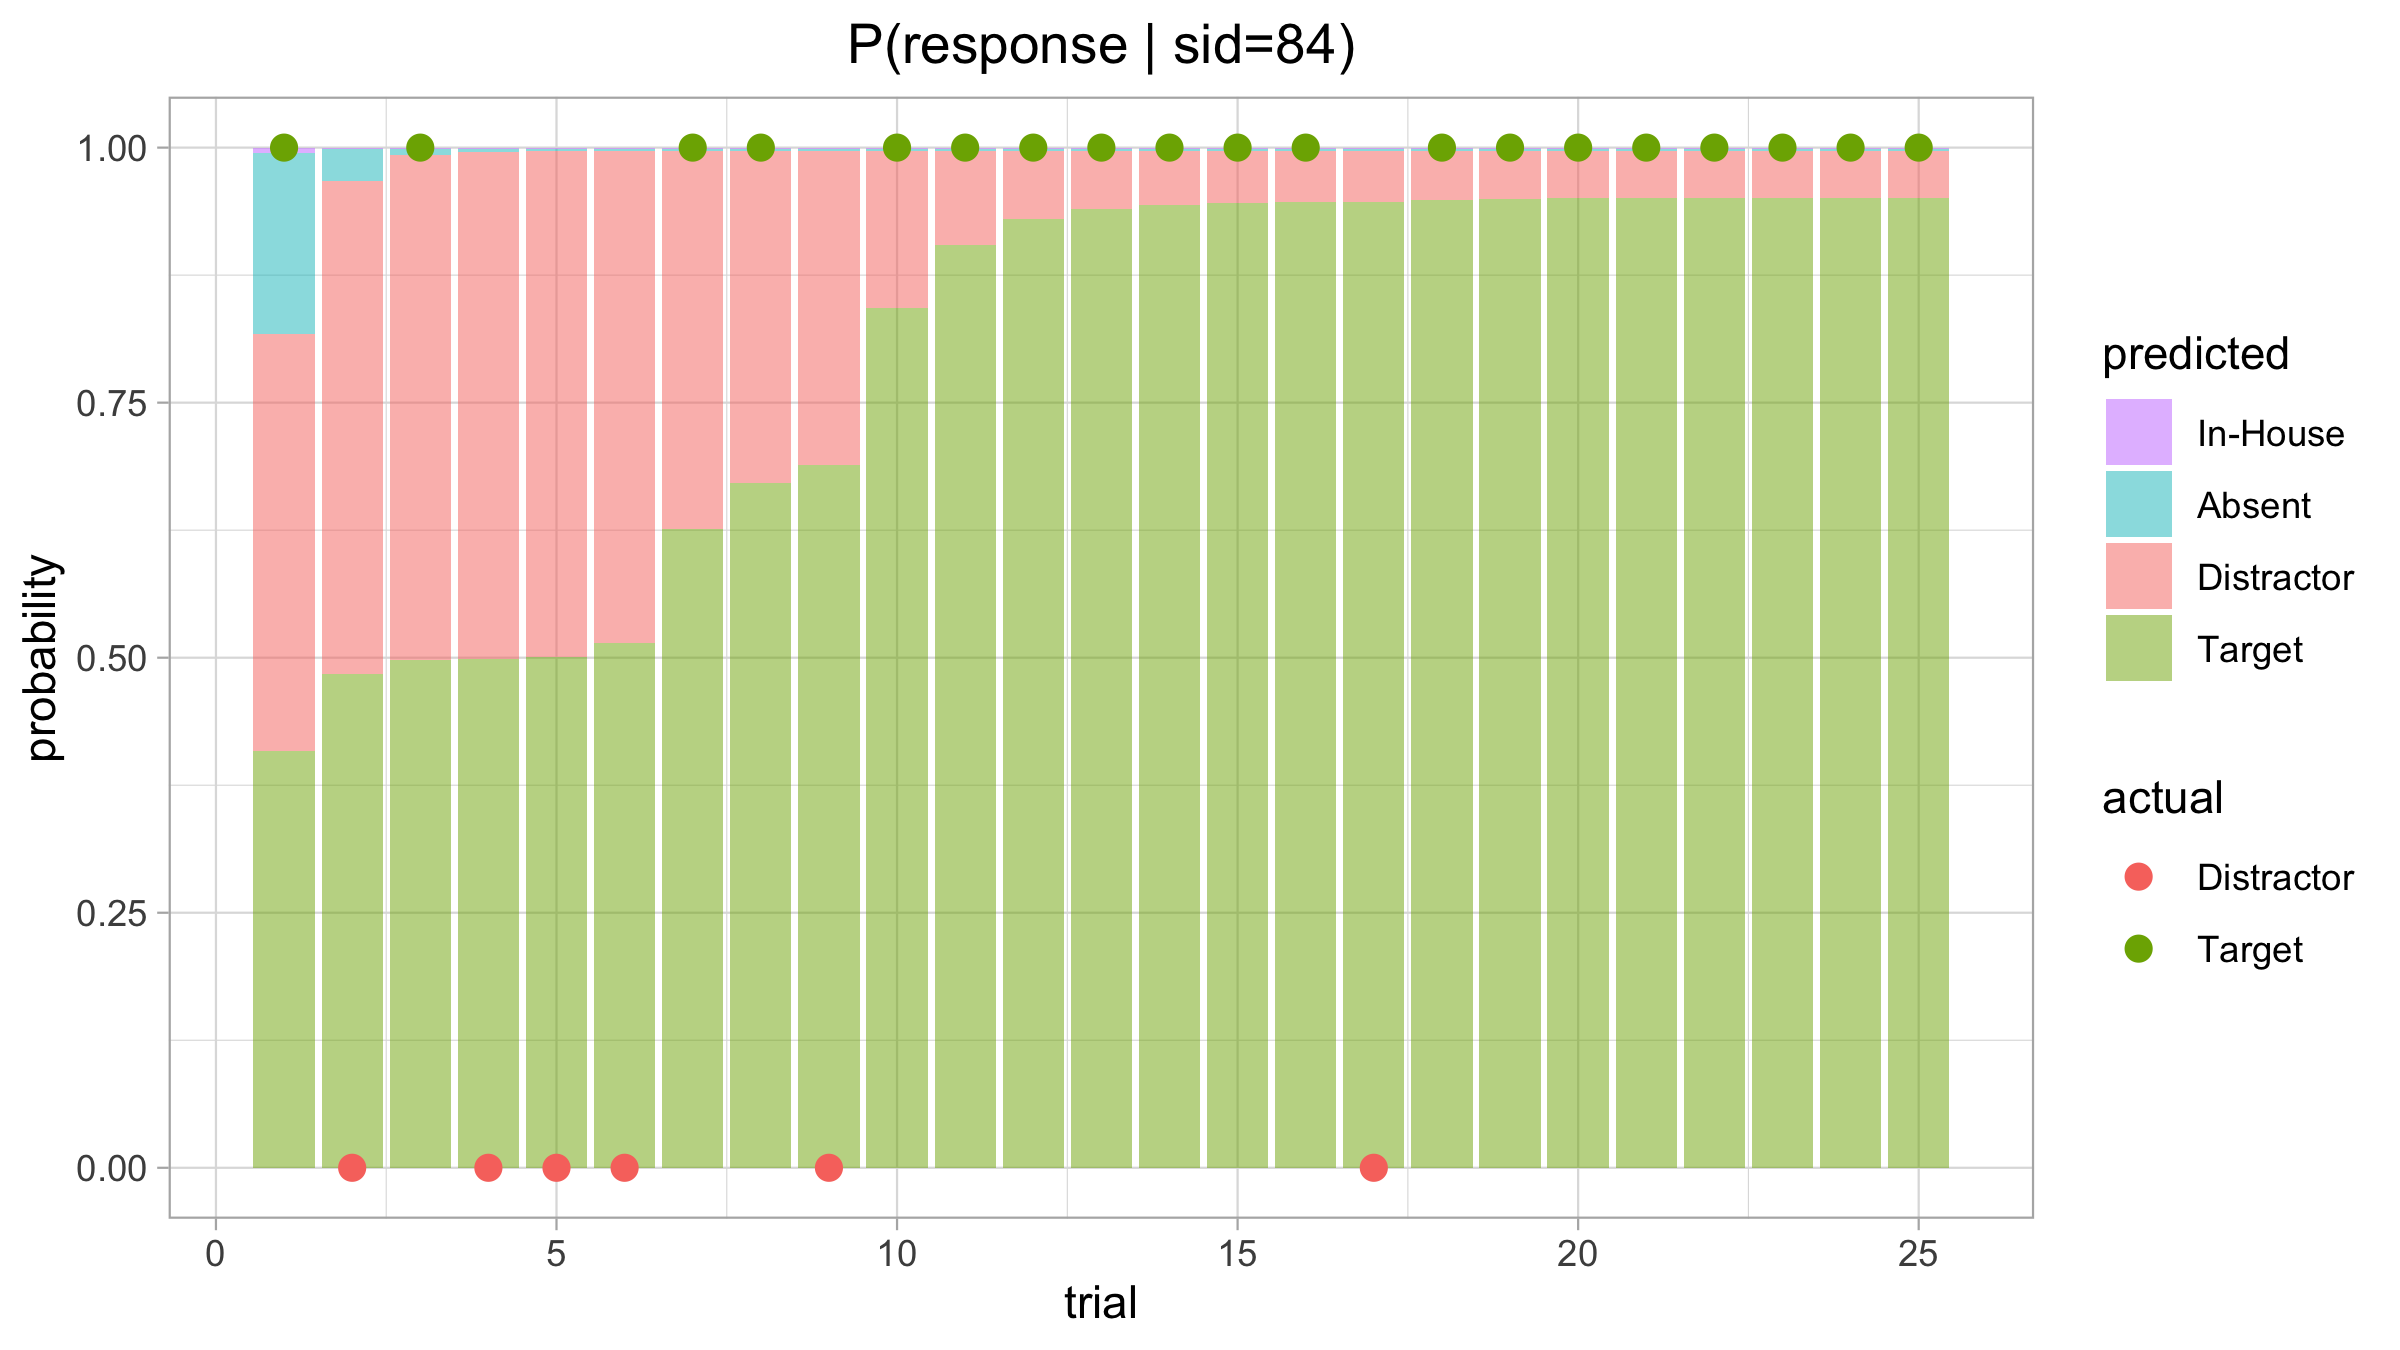 P(response | sid=84)
probability
1.00
0.75
0.50
0.25
0.00
0 5 10 15 20 25
trial
predicted
In-House
Absent
Distractor
Target
actual
Distractor
Target